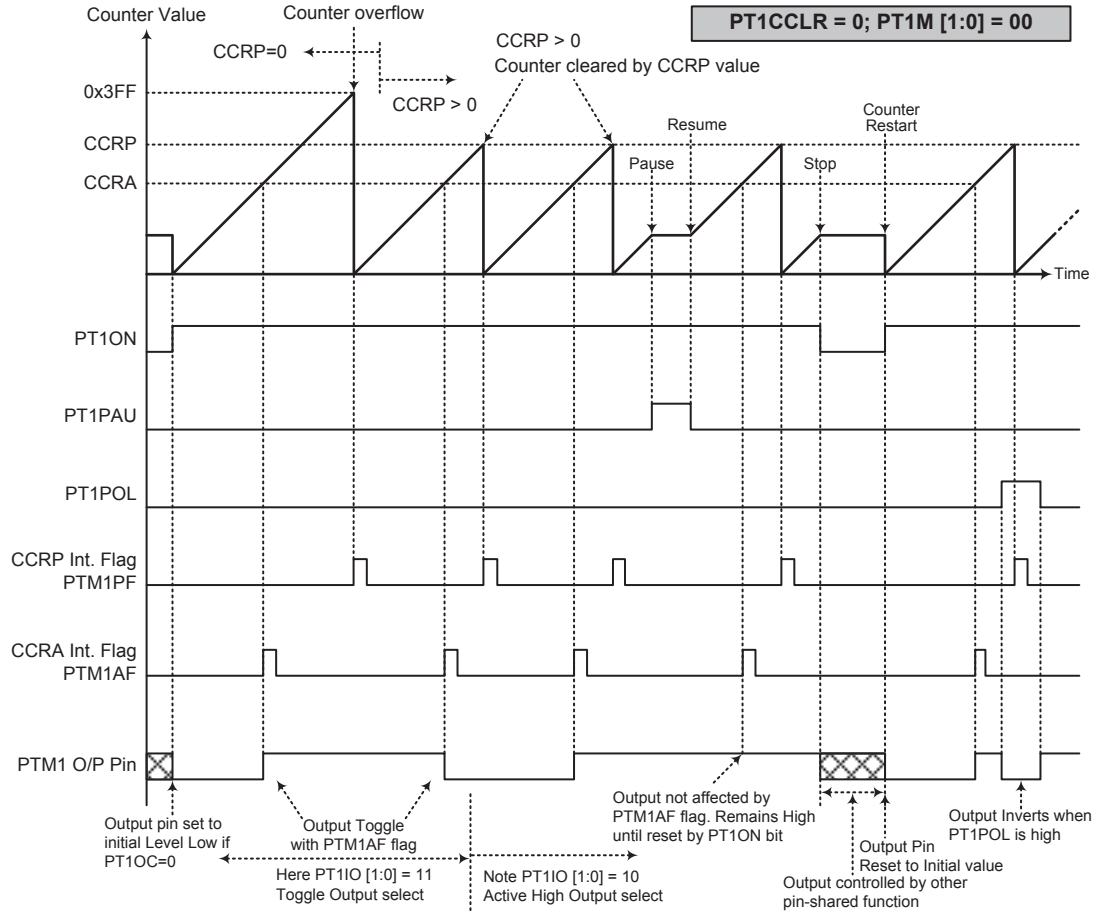 Counter Value
Counter overflow
PT1CCLR = 0; PT1M [1:0] = 00
CCRP=0
CCRP > 0
CCRP > 0
Counter cleared by CCRP value
0x3FF
CCRP
CCRA
Pause
Resume
Stop
Counter
Restart
Time
PT1ON
PT1PAU
PT1POL
CCRP Int. Flag
PTM1PF
CCRA Int. Flag
PTM1AF
PTM1 O/P Pin
Output pin set to
initial Level Low if
PT1OC=0
Output Toggle
with PTM1AF flag
Here PT1IO [1:0] = 11
Toggle Output select
Note PT1IO [1:0] = 10
Active High Output select
Output not affected by
PTM1AF flag. Remains High
until reset by PT1ON bit
Output Pin
Reset to Initial value
Output controlled by other
pin-shared function
Output Inverts when
PT1POL is high